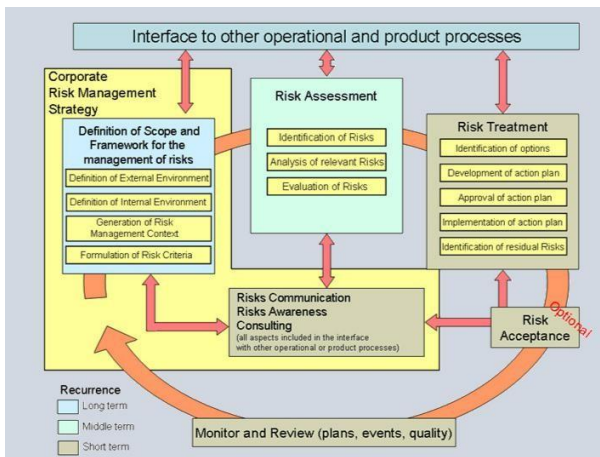 Interface to other operational and product processes
Corporate
Risk Management
Strategy
Definition of Scope and
Framework for the
management of risks
Definition of External Environment
Definition of Internal Environment
Generation of Risk
Management Context
Formulation of Risk Criteria
Risk Assessment
Identification of Risks
Analysis of relevant Risks
Evaluation of Risks
Risk Treatment
Identification of options
Development of action plan
Approval of action plan
Implementation of action plan
Identification of residual Risks
Risks Communication
Risks Awareness
Consulting
(all aspects included in the interface
with other operational or product processes)
Optional
Risk
Acceptance
Recurrence
Long term
Middle term
Short term
Monitor and Review (plans, events, quality)